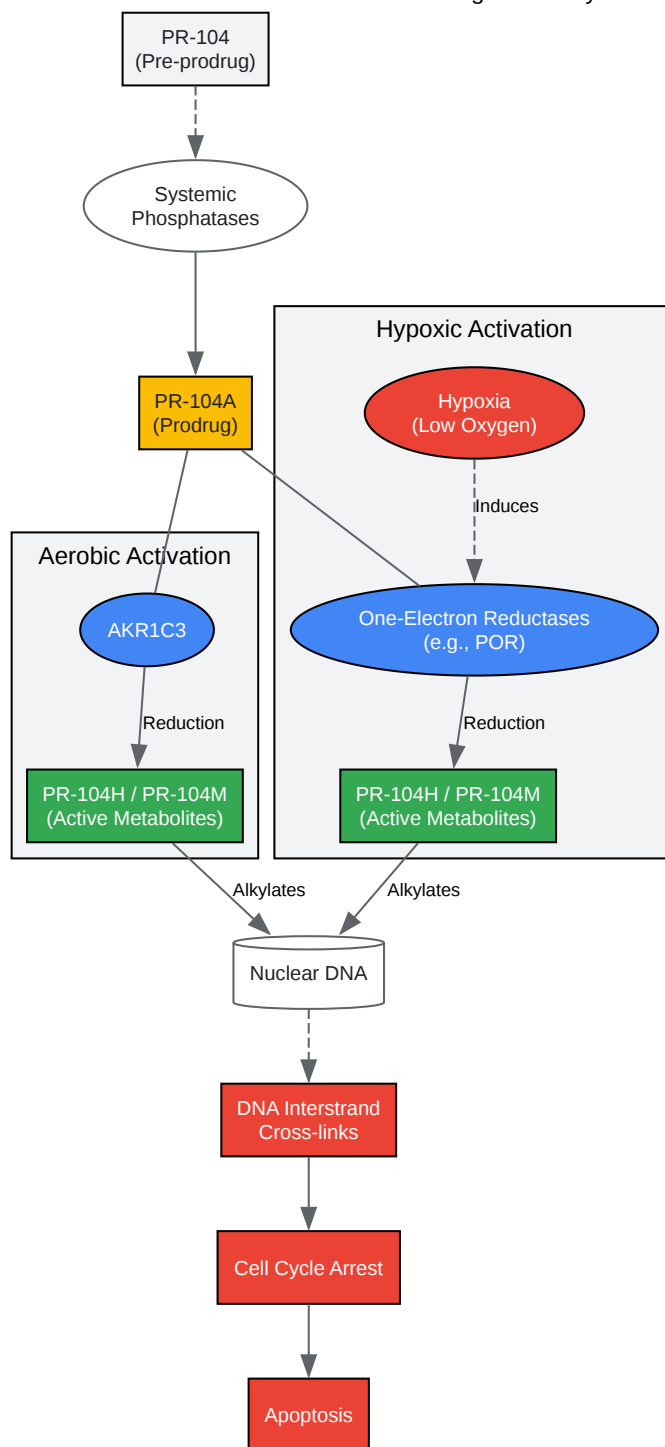 PR-104
(Pre-prodrug)
Systemic
Phosphatases
Hypoxic Activation
PR-104A
(Prodrug)
Hypoxia
(Low Oxygen)
Induces
Aerobic Activation
AKR1C3
One-Electron Reductases
(e.g., POR)
Reduction
Reduction
PR-104H / PR-104M
(Active Metabolites)
PR-104H / PR-104M
(Active Metabolites)
Alkylates
Alkylates
Nuclear DNA
DNA Interstrand
Cross-links
Cell Cycle Arrest
Apoptosis